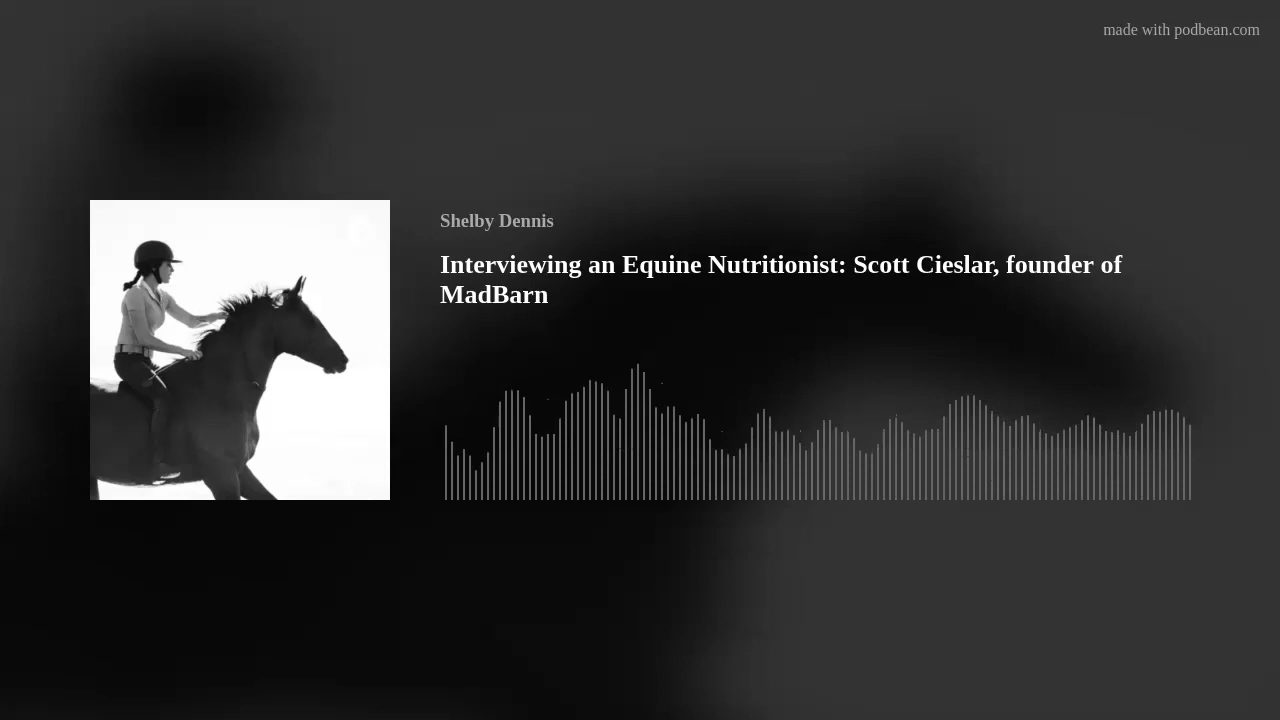 made with podbean.com
Shelby Dennis
Interviewing an Equine Nutritionist: Scott Cieslar, founder of
MadBarn